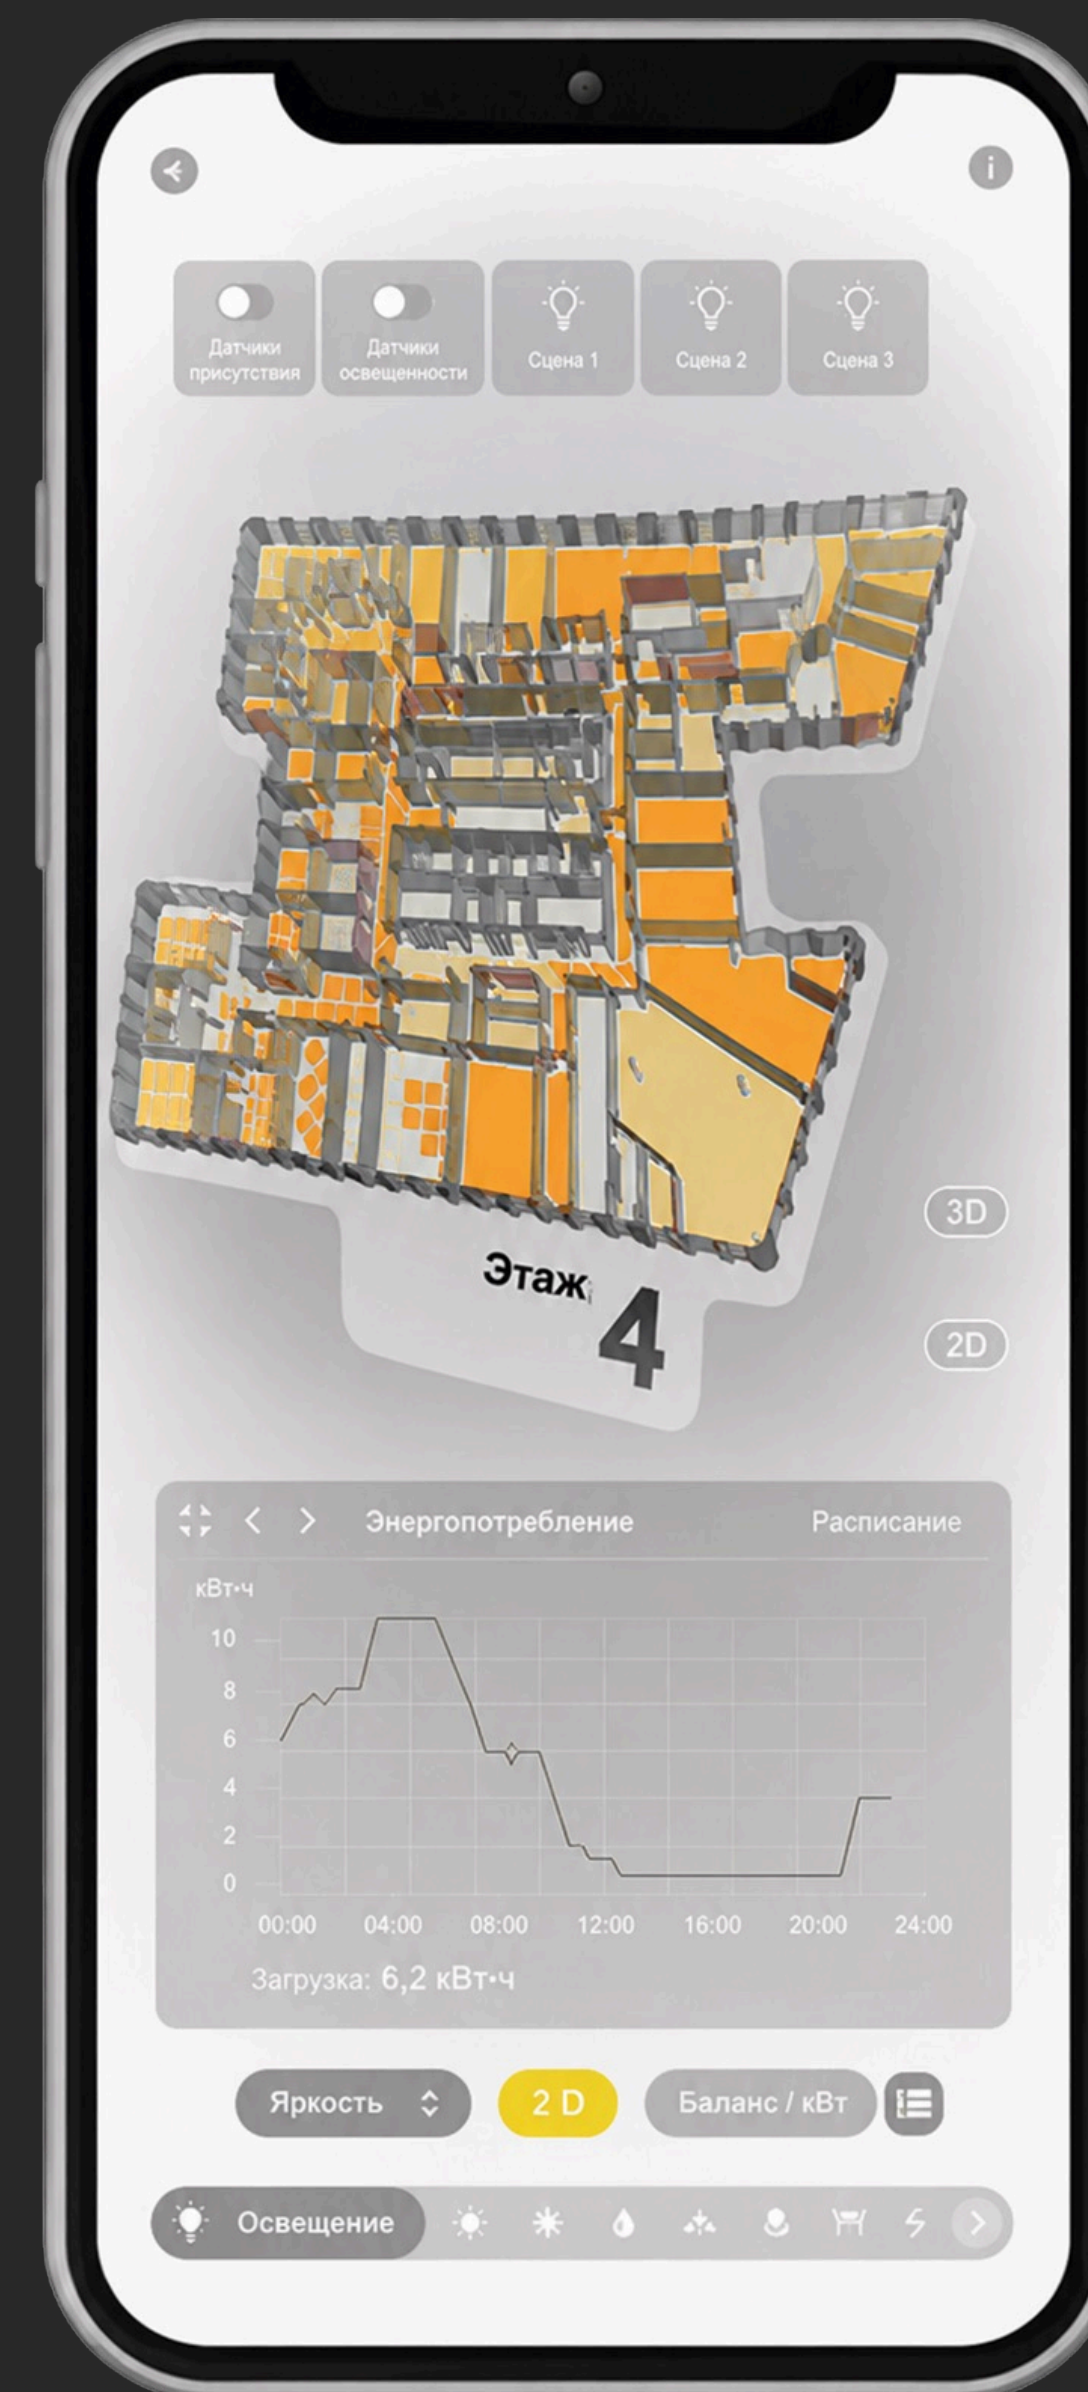 i
Датчики
присутствия
Датчики
освещенности
Сцена 1
Сцена 2
Сцена 3
3D
Этаж
4
2D
Энергопотребление
Расписание
кВт•ч
10
8
6
4
2
0
00:00 04:00 08:00 12:00 16:00 20:00 24:00
Загрузка: 6,2 кВт•ч
Яркость
2 D
Баланс / кВт
Освещение